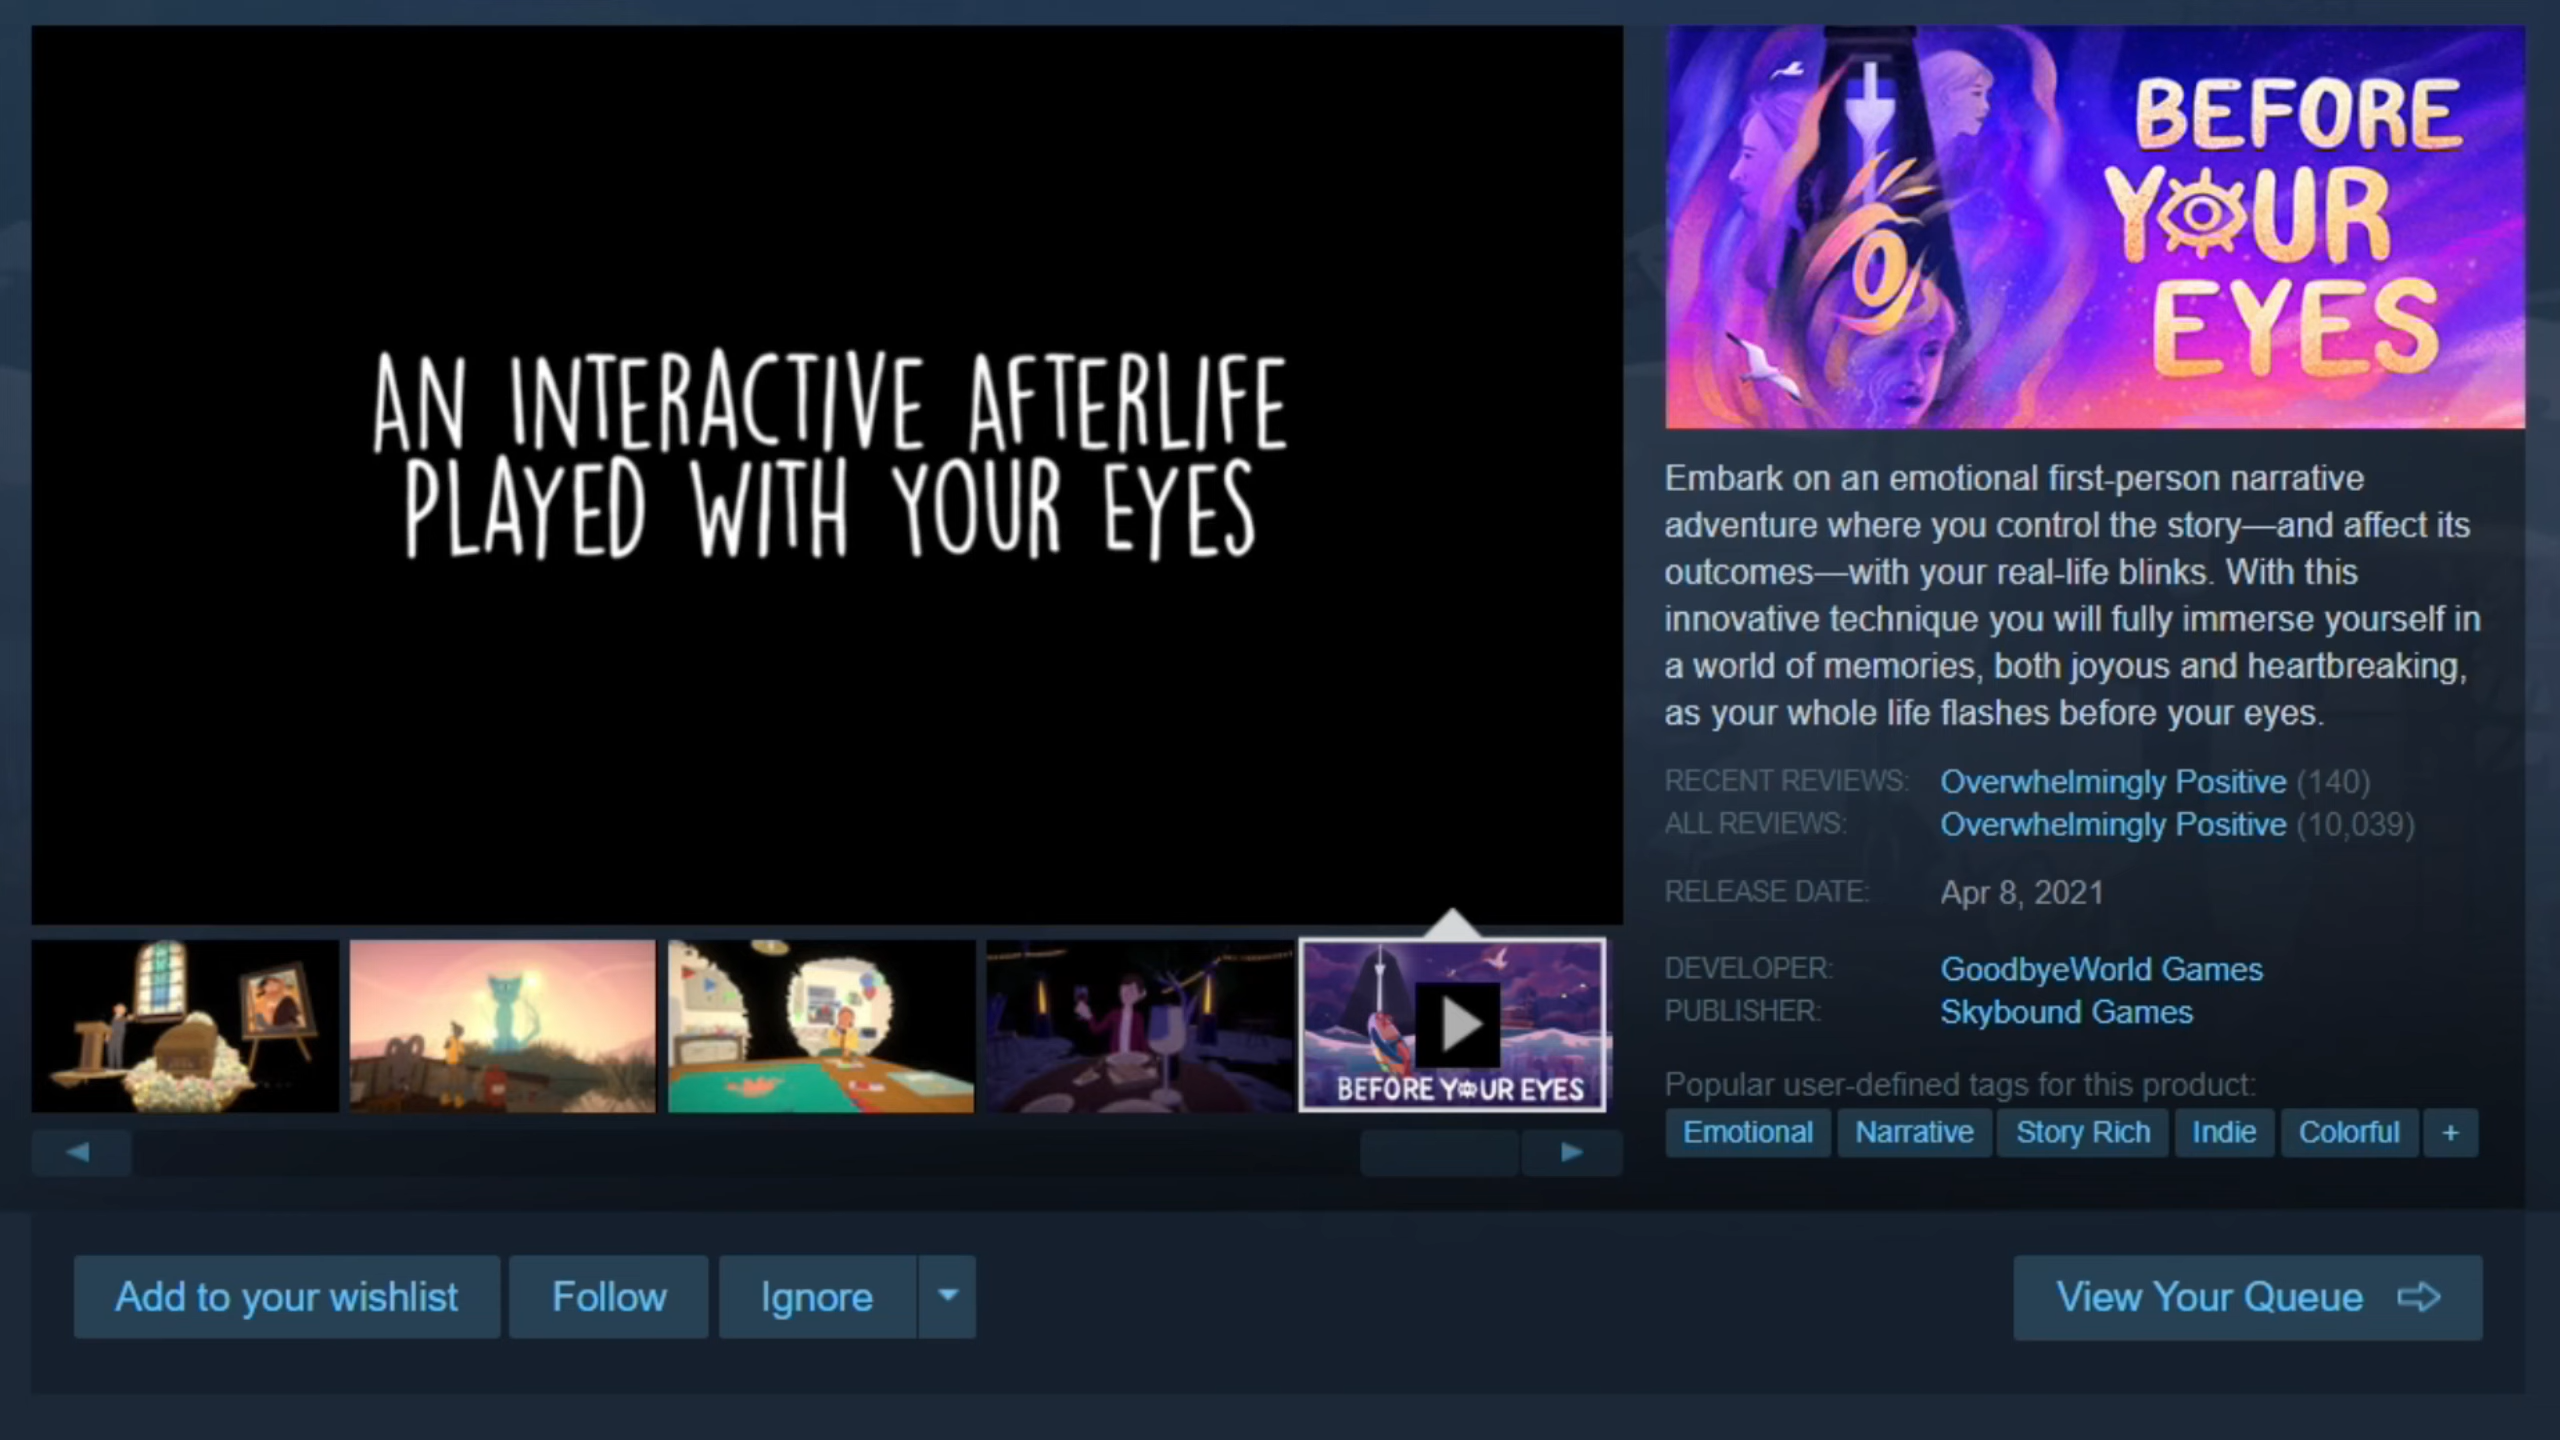 AN INTERACTIVE AFTERLIFE
PLAYED WITH YOUR EYES
BEFORE YOUR EYES
BEFORE
YOUR
EYES
Embark on an emotional first-person narrative
adventure where you control the story—and affect its
outcomes—with your real-life blinks. With this
innovative technique you will fully immerse yourself in
a world of memories, both joyous and heartbreaking,
as your whole life flashes before your eyes.
RECENT REVIEWS: Overwhelmingly Positive (140)
ALL REVIEWS: Overwhelmingly Positive (10,039)
RELEASE DATE: Apr 8, 2021
DEVELOPER: GoodbyeWorld Games
PUBLISHER: Skybound Games
Popular user-defined tags for this product:
Emotional Narrative Story Rich Indie Colorful +
Add to your wishlist Follow Ignore View Your Queue